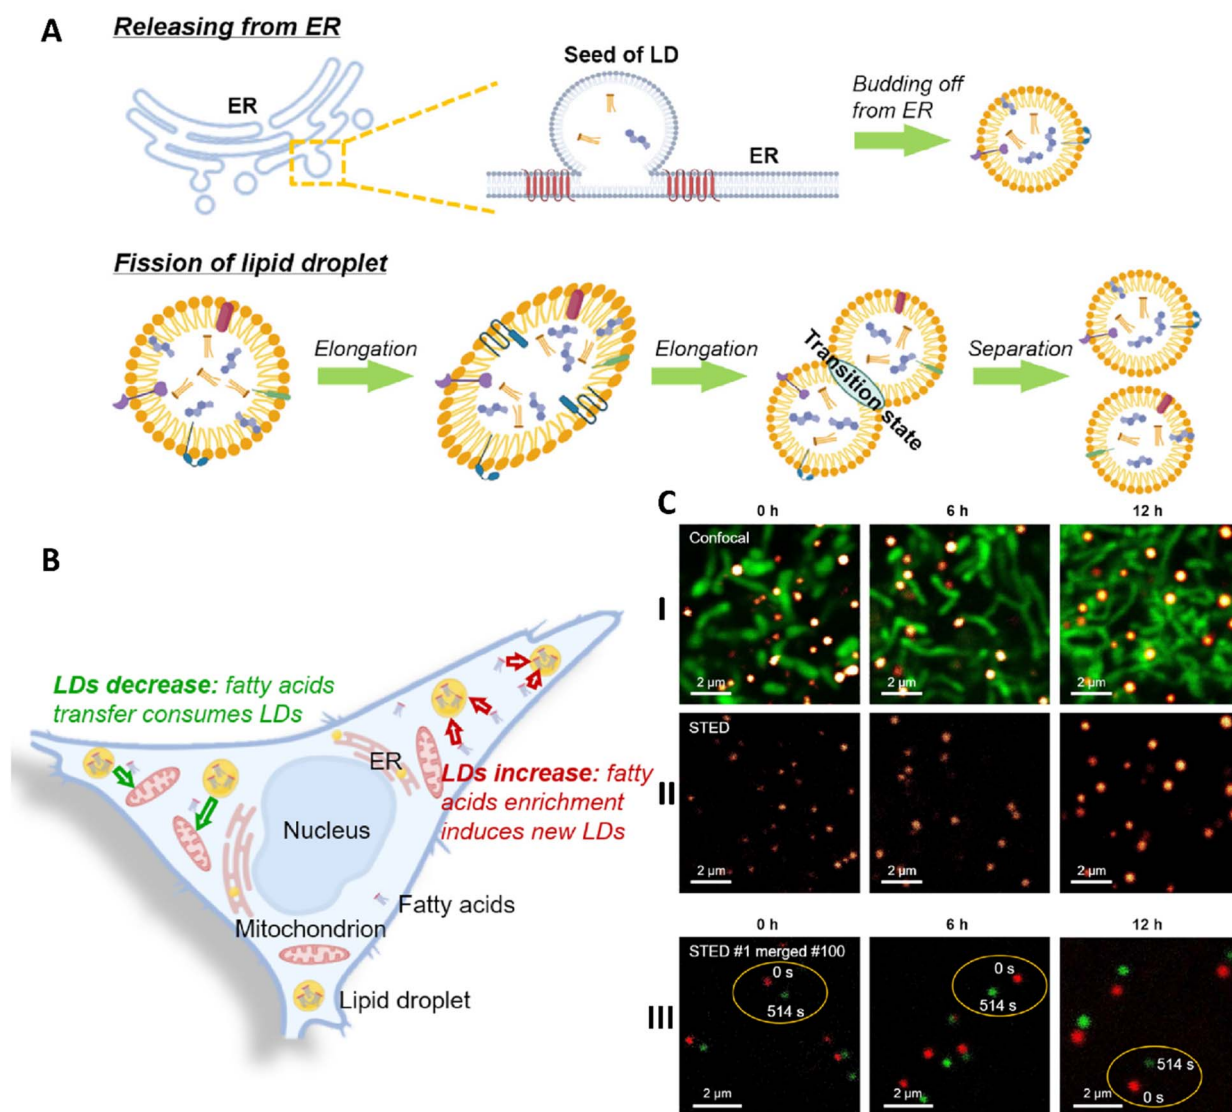 A
Releasing from ER
ER
Seed of LD
ER
Budding off
from ER
Fission of lipid droplet
Elongation
Elongation
Transition state
Separation
B
LDs decrease: fatty acids
transfer consumes LDs
ER
LDs increase: fatty
acids enrichment
induces new LDs
Nucleus
Fatty acids
Mitochondrion
Lipid droplet
C
0 h
6 h
12 h
I
Confocal
2 μm
2 μm
2 μm
II
STED
2 μm
2 μm
2 μm
0 h
6 h
12 h
III
STED #1 merged #100
0 s
514 s
2 μm
0 s
514 s
2 μm
514 s
0 s
2 μm